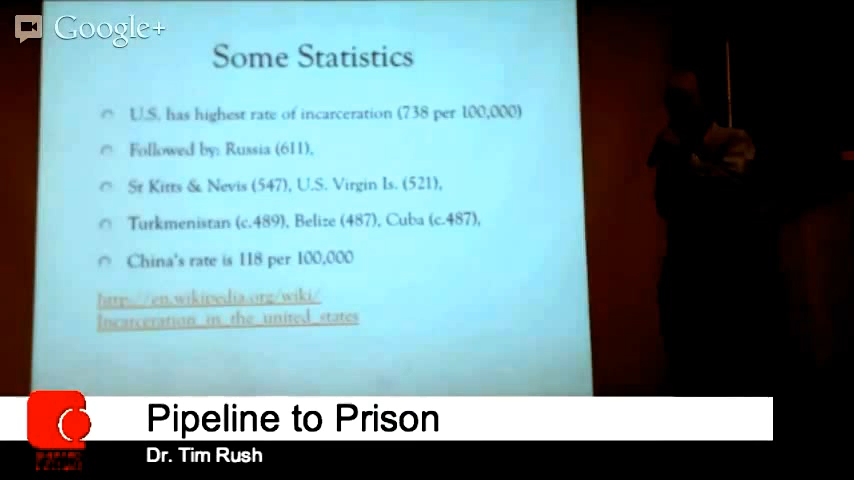 Google+
Some Statistics
U.S. has highest rate of incarceration (738 per 100,000)
Followed by: Russia (611),
St Kitts & Nevis (547), U.S. Virgin Is. (521),
Turkmenistan (c.489), Belize (487), Cuba (c.487),
China's rate is 118 per 100,000
http://en.wikipedia.org/wiki/
Incarceration_in_the_united_states
Pipeline to Prison
Dr. Tim Rush